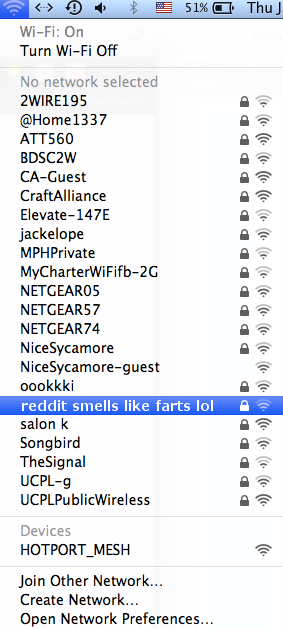 51% Thu J
Wi-Fi: On
Turn Wi-Fi Off
No network selected
2WIRE195
@Home1337
ATT560
BDSC2W
CA-Guest
CraftAlliance
Elevate-147E
jackelope
MPHPrivate
MyCharterWiFifb-2G
NETGEAR05
NETGEAR57
NETGEAR74
NiceSycamore
NiceSycamore-guest
oookkki
reddit smells like farts lol
salon k
Songbird
TheSignal
UCPL-g
UCPLPublicWireless
Devices
HOTPORT_MESH
Join Other Network...
Create Network...
Open Network Preferences...